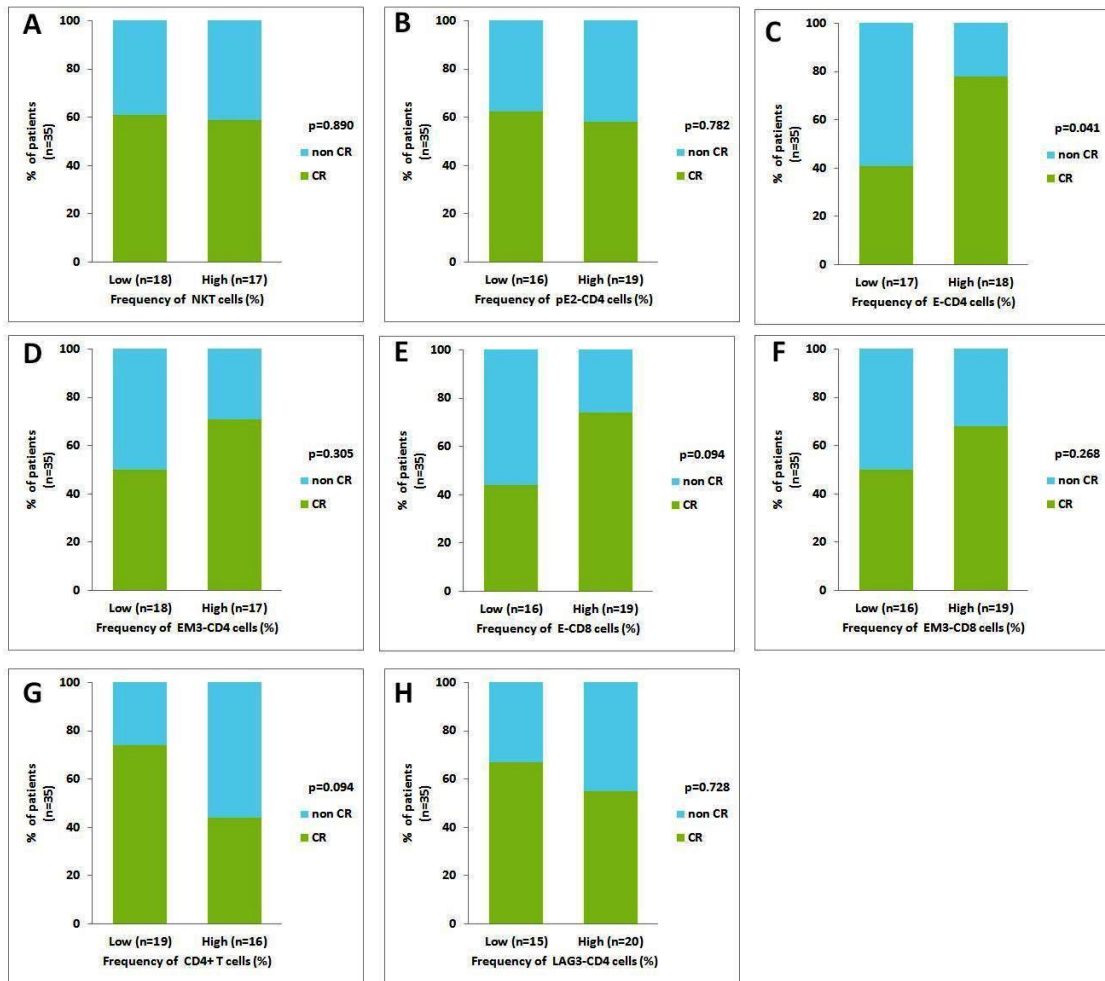 A
100
80
60
40
20
0
% of patients
(n=35)
p=0.890
non CR
CR
Low (n=18) High (n=17)
Frequency of NKT cells (%)
B
100
80
60
40
20
0
% of patients
(n=35)
p=0.782
non CR
CR
Low (n=16) High (n=19)
Frequency of pE2-CD4 cells (%)
C
100
80
60
40
20
0
% of patients
(n=35)
p=0.041
non CR
CR
Low (n=17) High (n=18)
Frequency of E-CD4 cells (%)
D
100
80
60
40
20
0
% of patients
(n=35)
p=0.305
non CR
CR
Low (n=18) High (n=17)
Frequency of EM3-CD4 cells (%)
E
100
80
60
40
20
0
% of patients
(n=35)
p=0.094
non CR
CR
Low (n=16) High (n=19)
Frequency of E-CD8 cells (%)
F
100
80
60
40
20
0
% of patients
(n=35)
p=0.268
non CR
CR
Low (n=16) High (n=19)
Frequency of EM3-CD8 cells (%)
G
100
80
60
40
20
0
% of patients
(n=35)
p=0.094
non CR
CR
Low (n=19) High (n=16)
Frequency of CD4+ T cells (%)
H
100
80
60
40
20
0
% of patients
(n=35)
p=0.728
non CR
CR
Low (n=15) High (n=20)
Frequency of LAG3-CD4 cells (%)